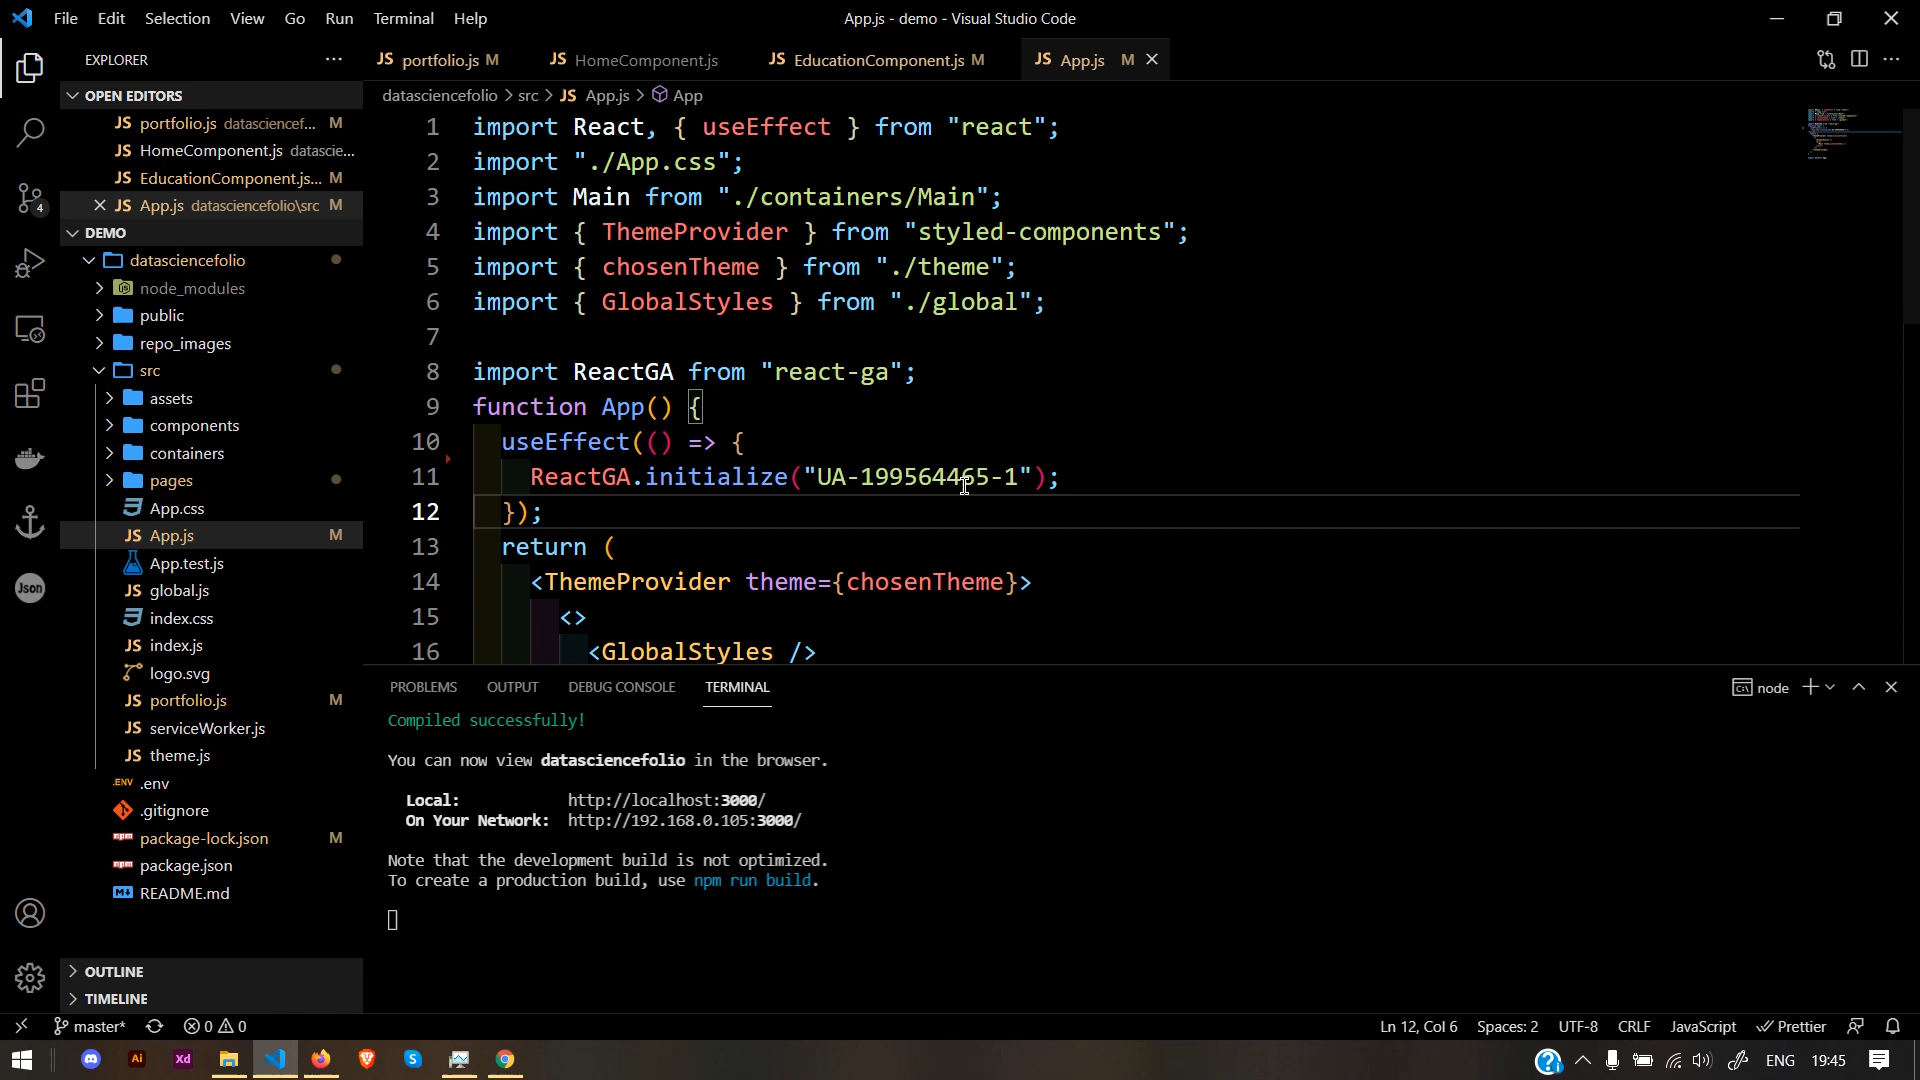 File Edit Selection View Go Run Terminal Help
App.js - demo - Visual Studio Code
EXPLORER
OPEN EDITORS
JS portfolio.js datasciencef... M
JS HomeComponent.js datascie...
JS EducationComponent.js... M
JS App.js datasciencefolio\src M
DEMO
datasciencefolio
node_modules
public
repo_images
src
assets
components
containers
pages
App.css
JS App.js M
App.test.js
JS global.js
index.css
JS index.js
logo.svg
JS portfolio.js M
JS serviceWorker.js
JS theme.js
.ENV .env
.gitignore
npm package-lock.json M
npm package.json
README.md
OUTLINE
TIMELINE
4
Json
JS portfolio.js M
JS HomeComponent.js
JS EducationComponent.js M
JS App.js M
datasciencefolio > src > JS App.js > App
1 import React, { useEffect } from "react";
2 import "./App.css";
3 import Main from "./containers/Main";
4 import { ThemeProvider } from "styled-components";
5 import { chosenTheme } from "./theme";
6 import { GlobalStyles } from "./global";
7
8 import ReactGA from "react-ga";
9 function App() {
10 useEffect(() => {
11 ReactGA.initialize("UA-199564465-1");
12 });
13 return (
14 <ThemeProvider theme={chosenTheme}>
15 <>
16 <GlobalStyles />
PROBLEMS OUTPUT DEBUG CONSOLE TERMINAL
node
Compiled successfully!
You can now view datasciencefolio in the browser.
Local: http://localhost:3000/
On Your Network: http://192.168.0.105:3000/
Note that the development build is not optimized.
To create a production build, use npm run build.
master* 0 0
Ln 12, Col 6 Spaces: 2 UTF-8 CRLF JavaScript Prettier
Ai Xd S
ENG 19:45